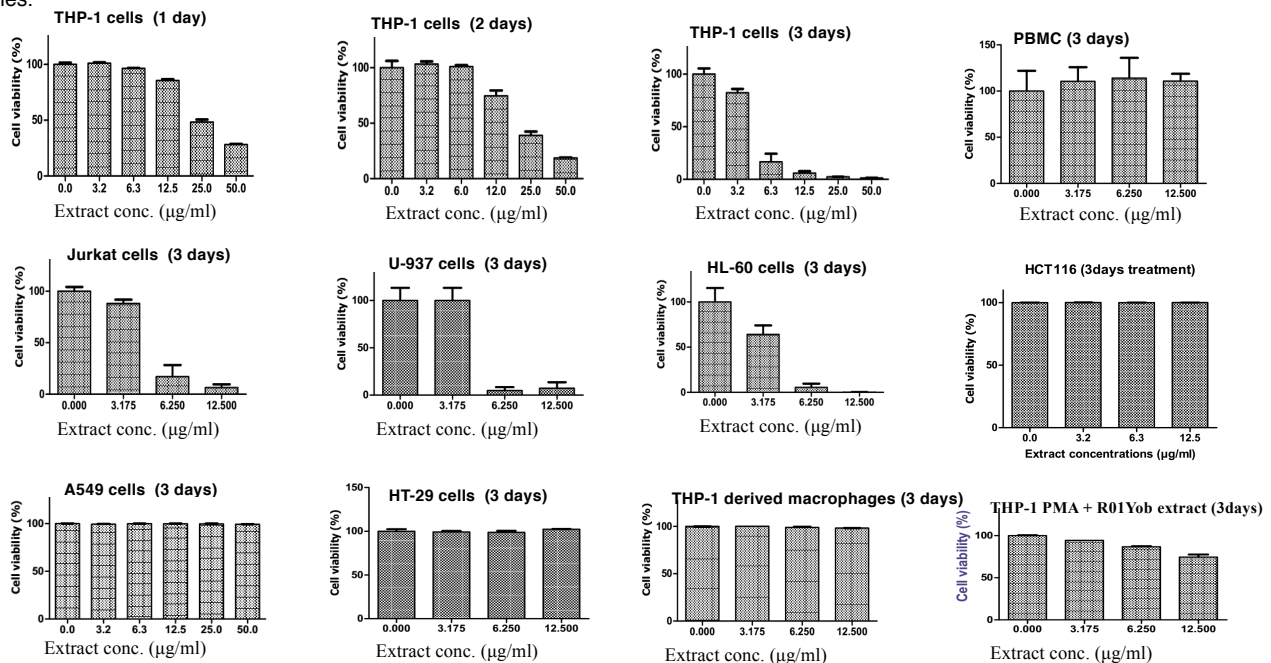 ies.
THP-1 cells (1 day)
Cell viability (%)
100
50
0
0.0 3.2 6.3 12.5 25.0 50.0
Extract conc. (μg/ml)
THP-1 cells (2 days)
Cell viability (%)
100
50
0
0.0 3.2 6.0 12.0 25.0 50.0
Extract conc. (μg/ml)
THP-1 cells (3 days)
Cell viability (%)
100
50
0
0.0 3.2 6.3 12.5 25.0 50.0
Extract conc. (μg/ml)
PBMC (3 days)
Cell viability (%)
150
100
50
0
0.000 3.175 6.250 12.500
Extract conc. (μg/ml)
Jurkat cells (3 days)
Cell viability (%)
100
50
0
0.000 3.175 6.250 12.500
Extract conc. (μg/ml)
U-937 cells (3 days)
Cell viability (%)
100
50
0
0.000 3.175 6.250 12.500
Extract conc. (μg/ml)
HL-60 cells (3 days)
Cell viability (%)
100
50
0
0.000 3.175 6.250 12.500
Extract conc. (μg/ml)
HCT116 (3days treatment)
Cell viability (%)
100
50
0
0.0 3.2 6.3 12.5
Extract concentrations (μg/ml)
A549 cells (3 days)
Cell viability (%)
100
50
0
0.0 3.2 6.3 12.5 25.0 50.0
Extract conc. (μg/ml)
HT-29 cells (3 days)
Cell viability (%)
150
100
50
0
0.000 3.175 6.250 12.500
Extract conc. (μg/ml)
THP-1 derived macrophages (3 days)
Cell viability (%)
100
50
0
0.000 3.175 6.250 12.500
Extract conc. (μg/ml)
THP-1 PMA + R01Yob extract (3days)
Cell viability (%)
100
50
0
0.000 3.175 6.250 12.500
Extract conc. (μg/ml)